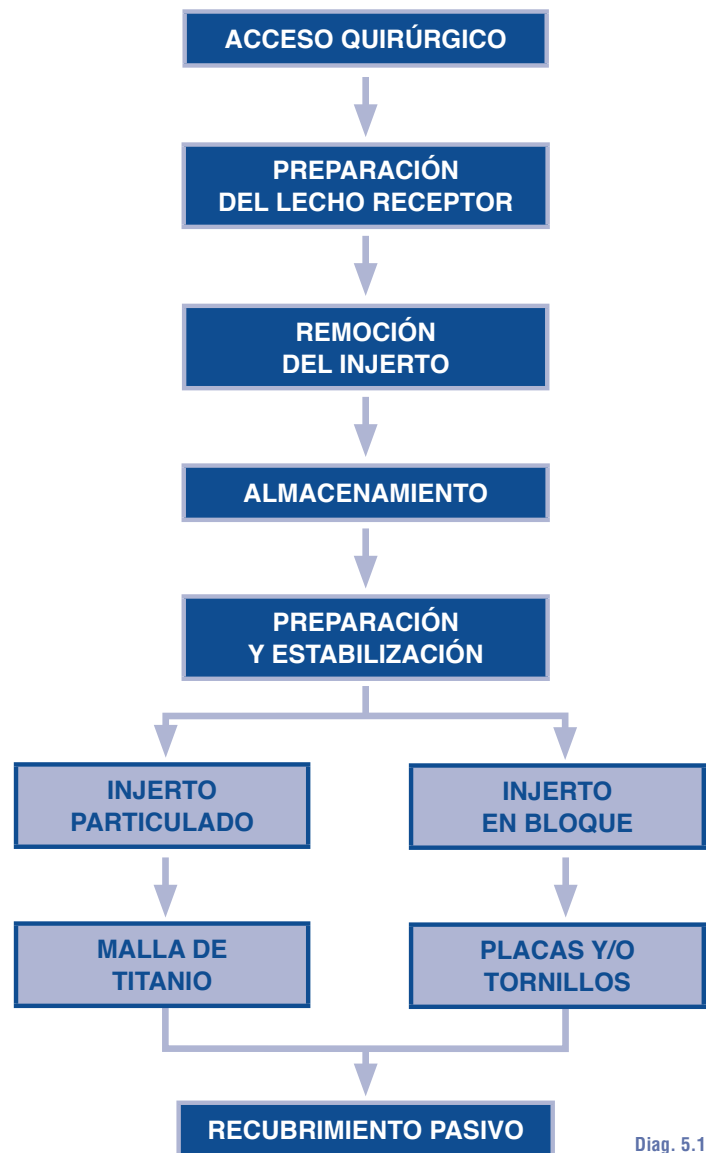 ACCESO QUIRÚRGICO
PREPARACIÓN
DEL LECHO RECEPTOR
REMOCIÓN
DEL INJERTO
ALMACENAMIENTO
PREPARACIÓN
Y ESTABILIZACIÓN
INJERTO
PARTICULADO
INJERTO
EN BLOQUE
MALLA DE
TITANIO
PLACAS Y/O
TORNILLOS
RECUBRIMIENTO PASIVO
Diag. 5.1